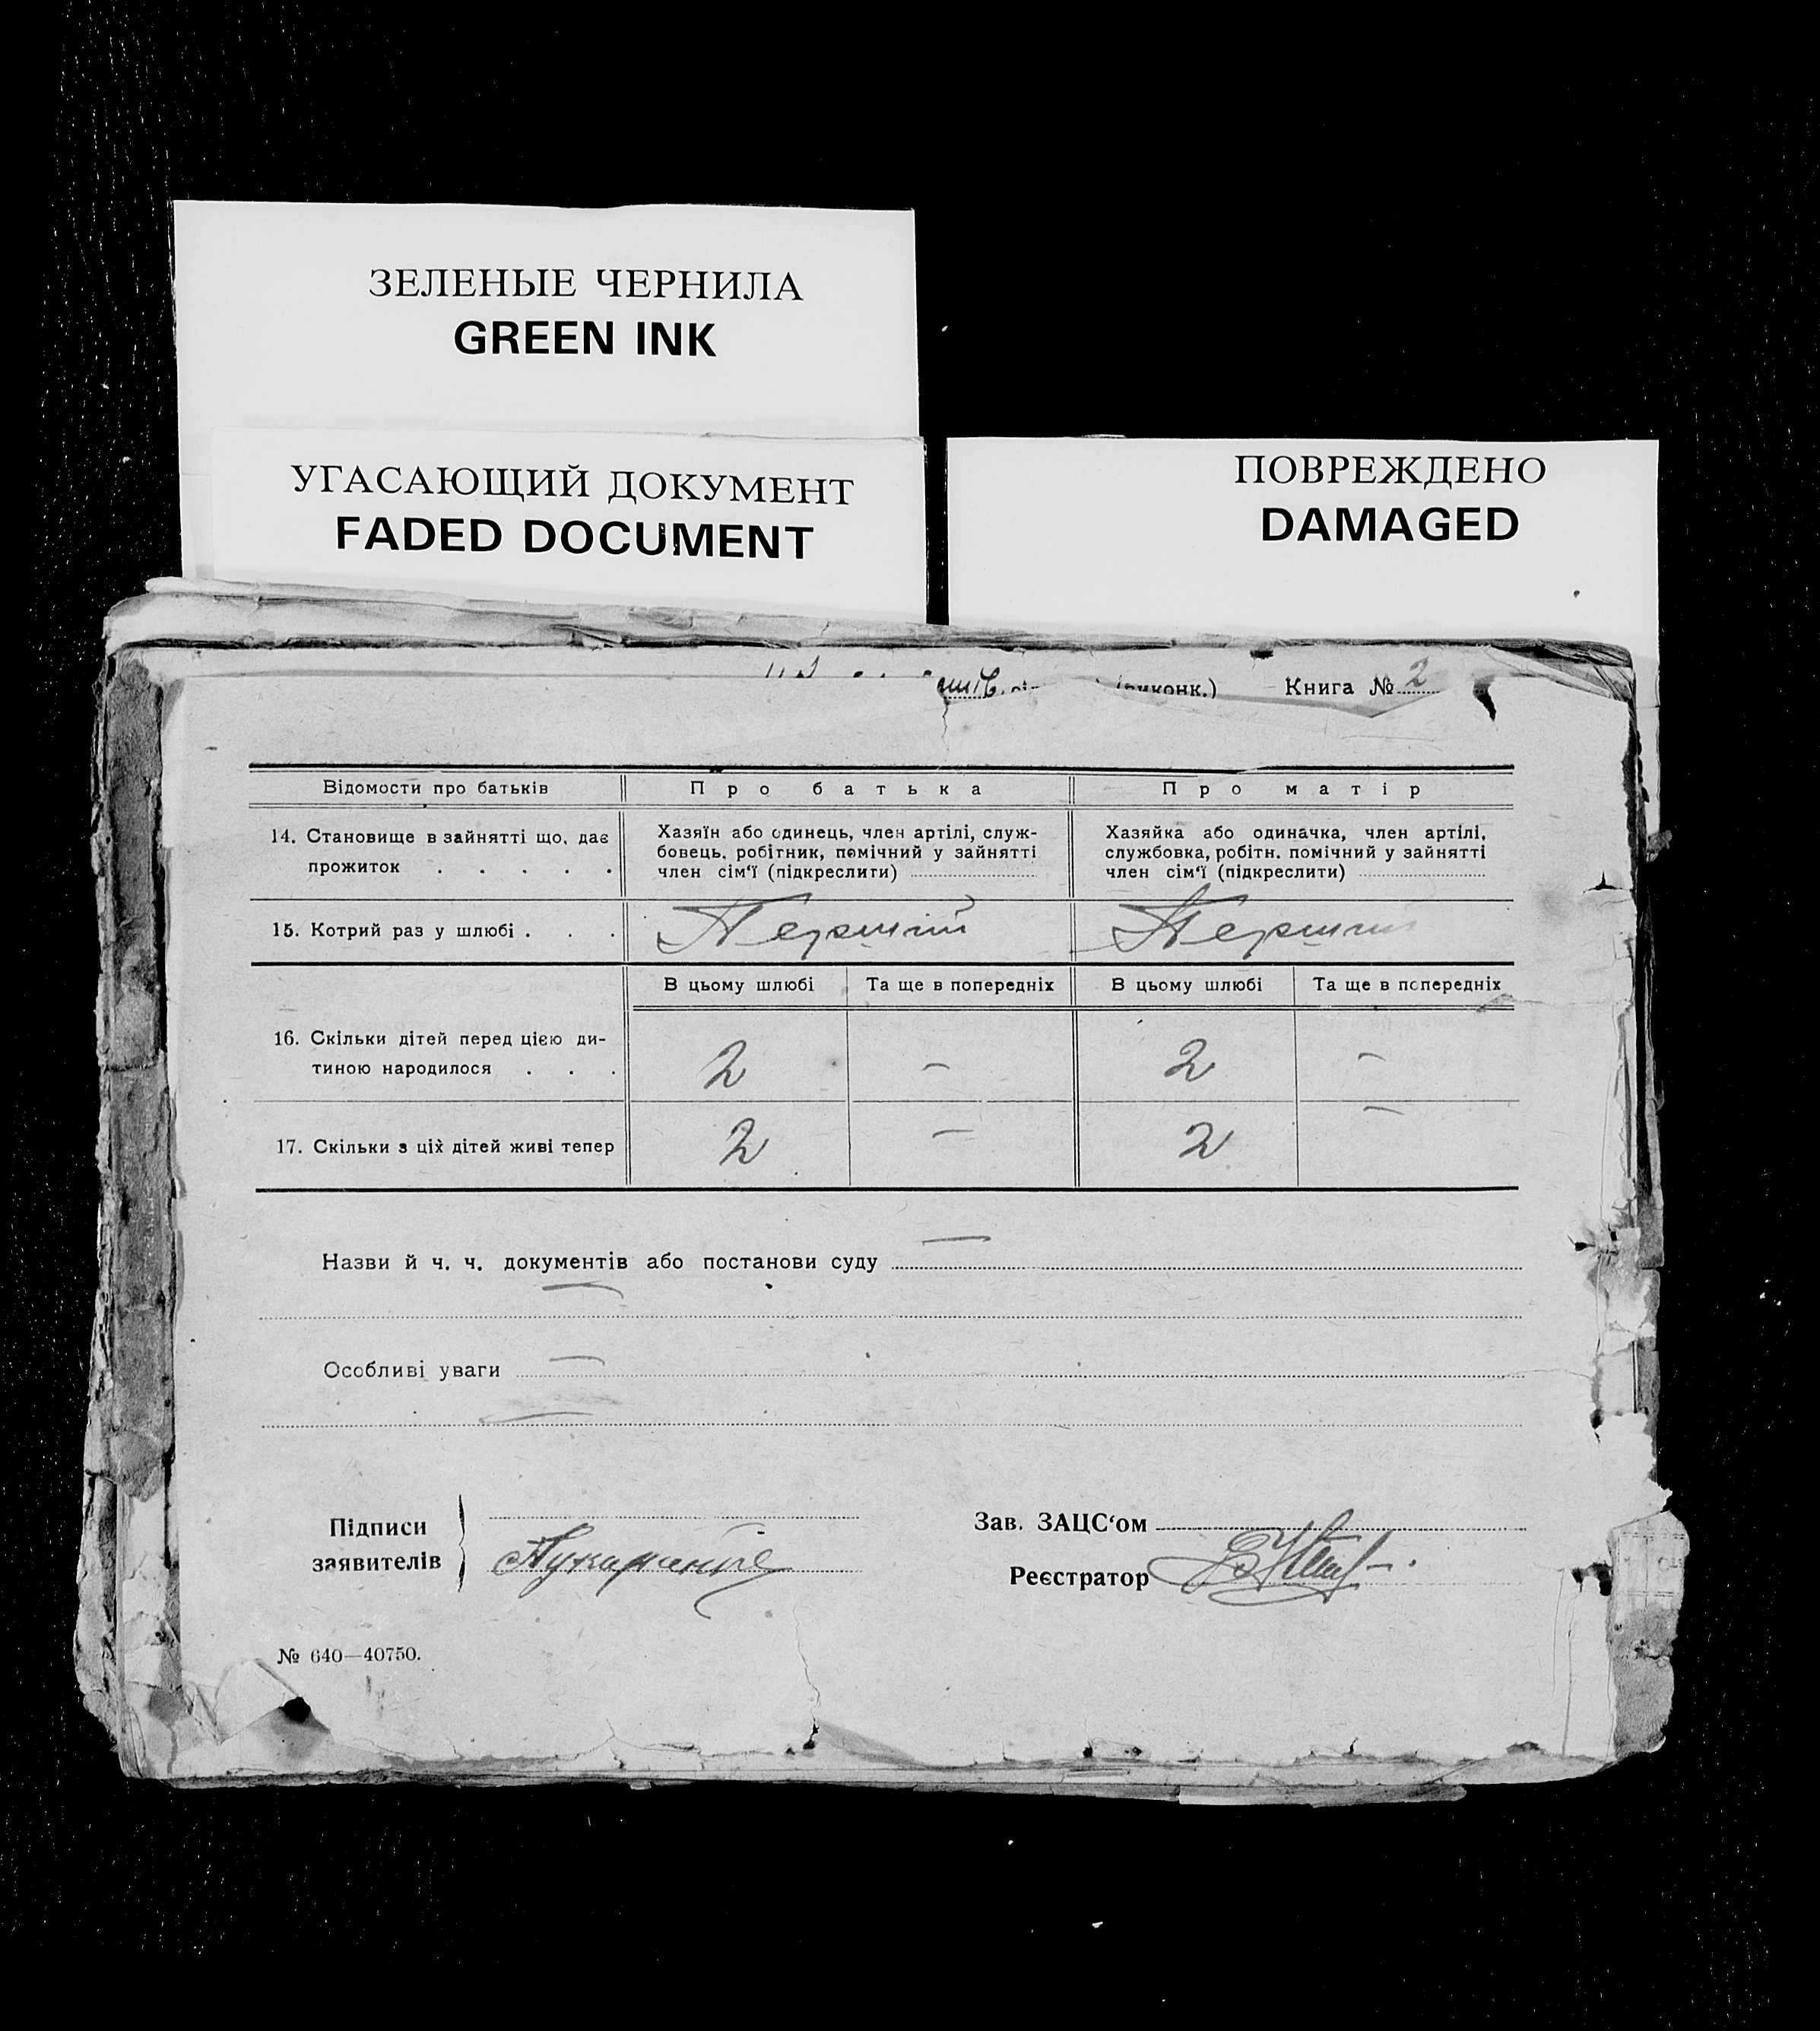 ЗЕЛЕНЫЕ ЧЕРНИЛА
GREEN INK
УГАСАЮЩИЙ ДОКУМЕНТ
FADED DOCUMENT
ПОВРЕЖДЕНО
DAMAGED
Книга № 2
Відомости про батьків
Про батька
Про матір
14. Становище в зайнятті що, дає
прожиток . . . . .
Хазяїн або одинець, член артілі, служ-
бовець, робітник, помічний у зайнятті
член сім'ї (підкреслити)
Хазяйка або одиначка, член артілі,
службовка, робітн. помічний у зайнятті
член сім'ї (підкреслити)
15. Котрий раз у шлюбі . . .
Перший
Перший
В цьому шлюбі
Та ще в попередніх
В цьому шлюбі
Та ще в попередніх
16. Скільки дітей перед цією ди-
тиною народилося . . .
2 — 2 —
17. Скільки з ціх дітей живі тепер
2 — 2 —
Назви й ч. ч. документів або постанови суду —
—
Особливі уваги —
—
Підписи
заявителів
Зав. ЗАЦС'ом
Реєстратор
№ 640—40750.